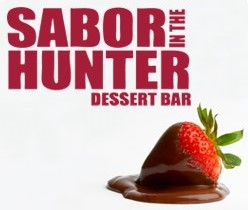 SABOR
IN THE
HUNTER
DESSERT BAR